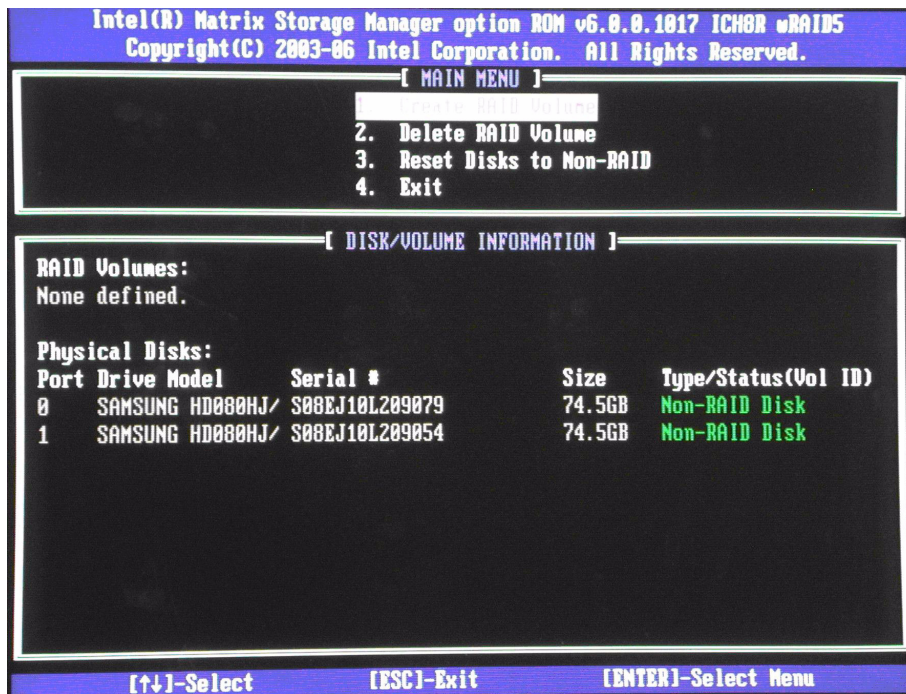 Intel(R) Matrix Storage Manager option ROM v6.0.0.1017 ICH8R wRAID5
Copyright(C) 2003-06 Intel Corporation. All Rights Reserved.
[ MAIN MENU ]
1. Create RAID Volume
2. Delete RAID Volume
3. Reset Disks to Non-RAID
4. Exit
[ DISK/VOLUME INFORMATION ]
RAID Volumes:
None defined.
Physical Disks:
Port Drive Model Serial # Size Type/Status(Vol ID)
0 SAMSUNG HD080HJ/ S08EJ10L209079 74.5GB Non-RAID Disk
1 SAMSUNG HD080HJ/ S08EJ10L209054 74.5GB Non-RAID Disk
[↑↓]-Select [ESC]-Exit [ENTER]-Select Menu